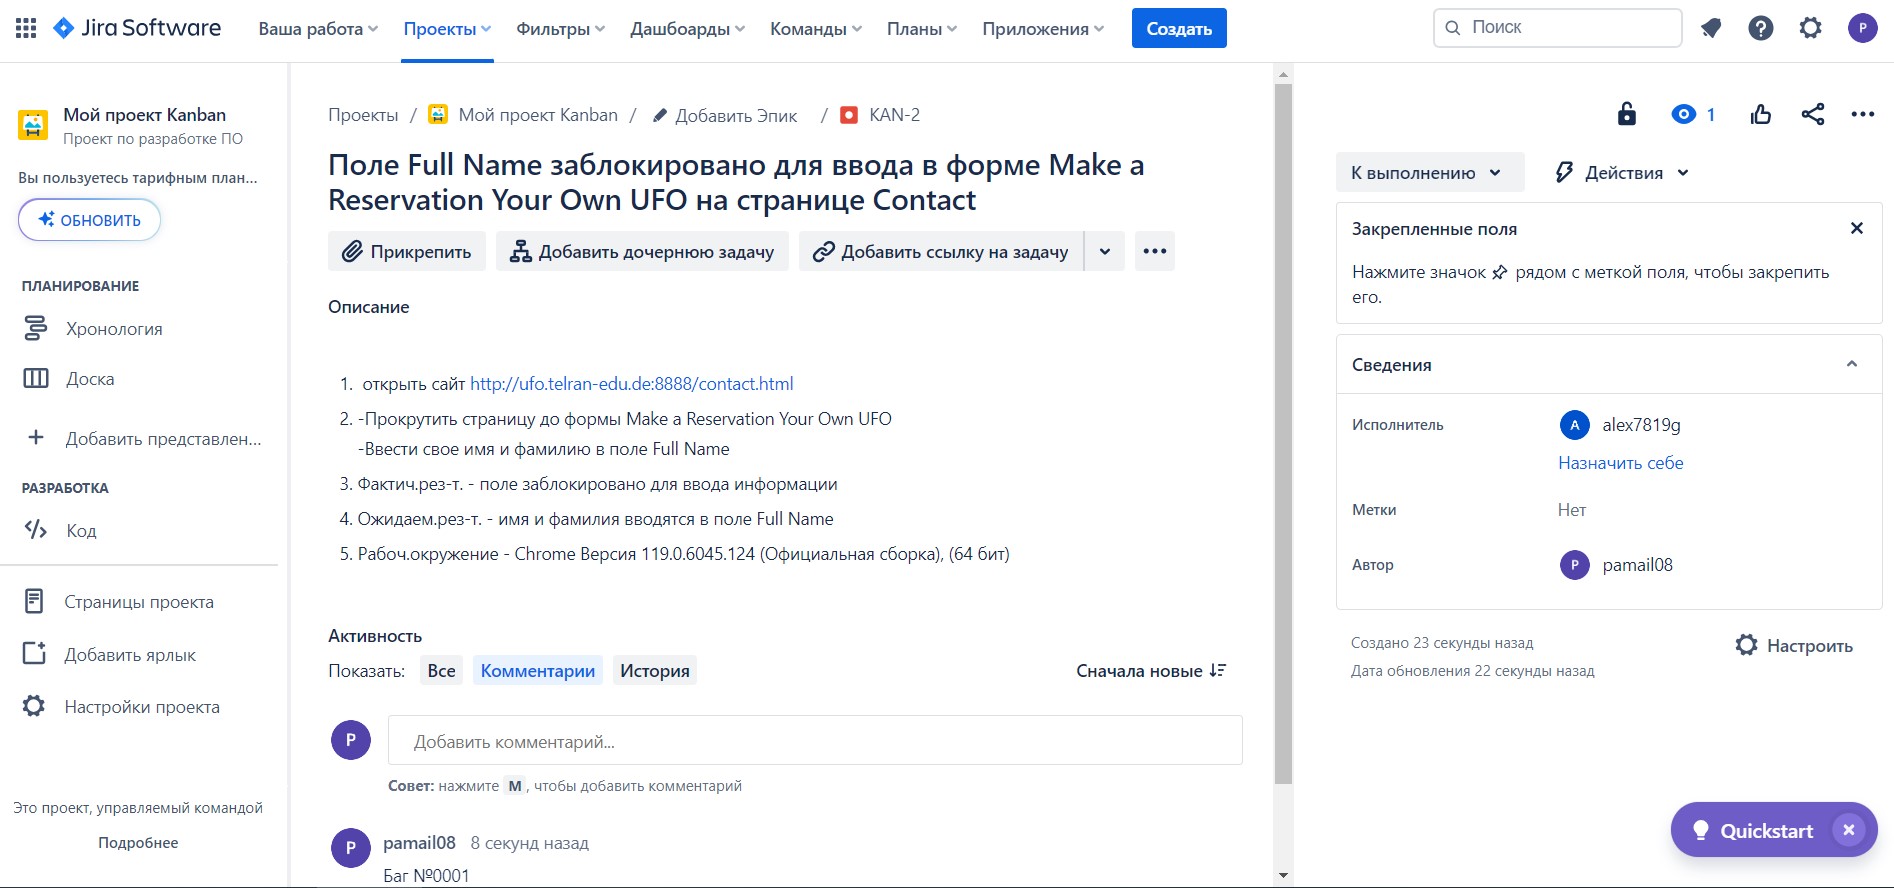 Jira Software
Ваша работа
Проекты
Фильтры
Дашборды
Команды
Планы
Приложения
Создать
Поиск
P
Мой проект Kanban
Проект по разработке ПО
Вы пользуетесь тарифным план...
ОБНОВИТЬ
ПЛАНИРОВАНИЕ
Хронология
Доска
Добавить представлен...
РАЗРАБОТКА
Код
Страницы проекта
Добавить ярлык
Настройки проекта
Это проект, управляемый командой
Подробнее
Проекты / Мой проект Kanban / Добавить Эпик / KAN-2
Поле Full Name заблокировано для ввода в форме Make a
Reservation Your Own UFO на странице Contact
Прикрепить
Добавить дочернюю задачу
Добавить ссылку на задачу
Описание
1. открыть сайт http://ufo.telran-edu.de:8888/contact.html
2. -Прокрутить страницу до формы Make a Reservation Your Own UFO
-Ввести свое имя и фамилию в поле Full Name
3. Фактич.рез-т. - поле заблокировано для ввода информации
4. Ожидаем.рез-т. - имя и фамилия вводятся в поле Full Name
5. Рабоч.окружение - Chrome Версия 119.0.6045.124 (Официальная сборка), (64 бит)
Активность
Показать: Все Комментарии История
Сначала новые
P
Добавить комментарий...
Совет: нажмите M , чтобы добавить комментарий
P
pamail08 8 секунд назад
Баг №0001
1
К выполнению
Действия
Закрепленные поля
Нажмите значок рядом с меткой поля, чтобы закрепить
его.
Сведения
Исполнитель
A alex7819g
Назначить себе
Метки
Нет
Автор
P pamail08
Создано 23 секунды назад
Дата обновления 22 секунды назад
Настроить
Quickstart